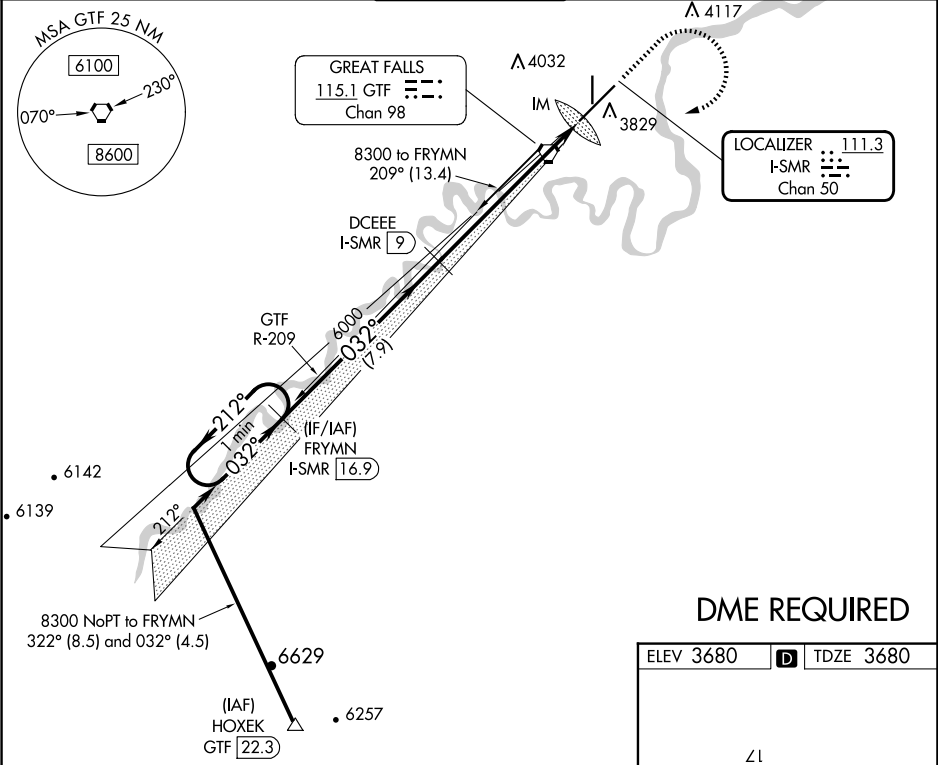 MSA GTF 25 NM
6100
230°
070°
8600
GREAT FALLS
115.1 GTF
Chan 98
4032
4117
IM
3829
LOCALIZER 111.3
I-SMR
Chan 50
8300 to FRYMN
209° (13.4)
DCEEE
I-SMR 9
GTF
R-209
6000
032°
(7.9)
212°
1 min
032°
(IF/IAF)
FRYMN
I-SMR 16.9
6142
6139
212°
8300 NoPT to FRYMN
322° (8.5) and 032° (4.5)
6629
(IAF)
HOXEK
GTF 22.3
6257
DME REQUIRED
ELEV 3680 D TDZE 3680
17